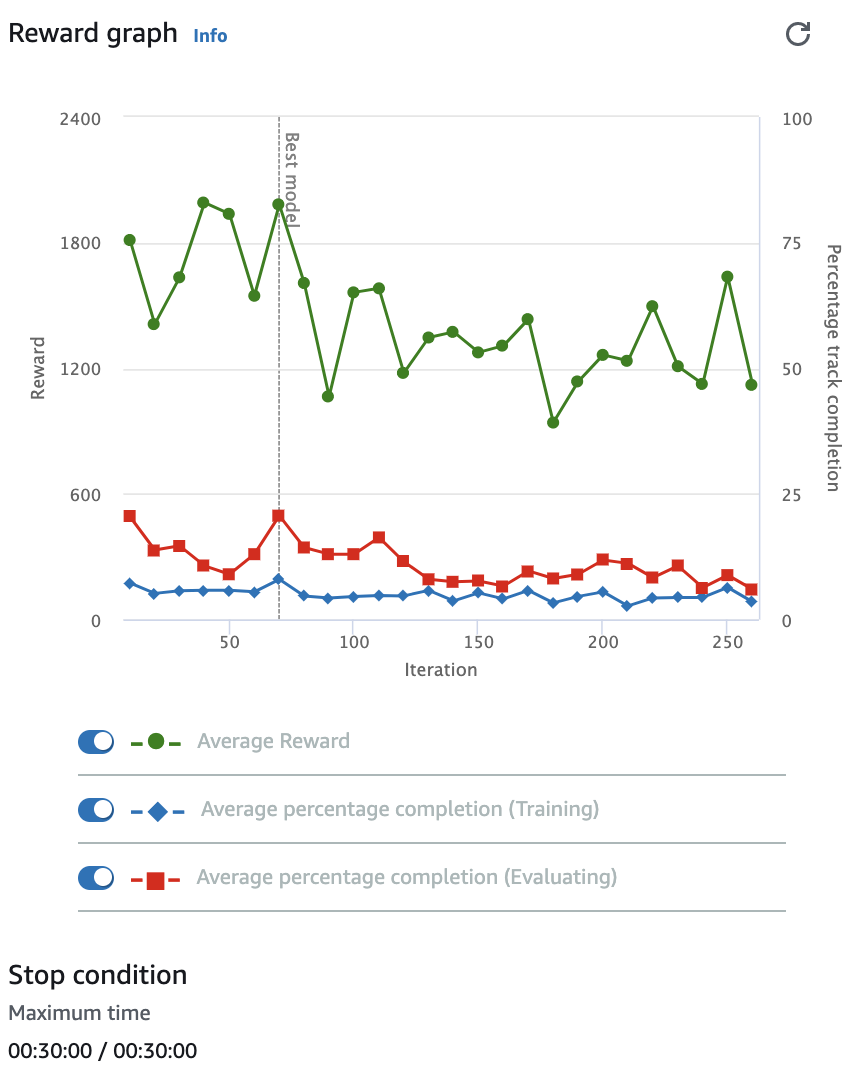 Reward graph Info
2400 100
Best model
1800 75
Reward
Percentage track completion
1200 50
600 25
0 0
50 100 150 200 250
Iteration
Average Reward
Average percentage completion (Training)
Average percentage completion (Evaluating)
Stop condition
Maximum time
00:30:00 / 00:30:00